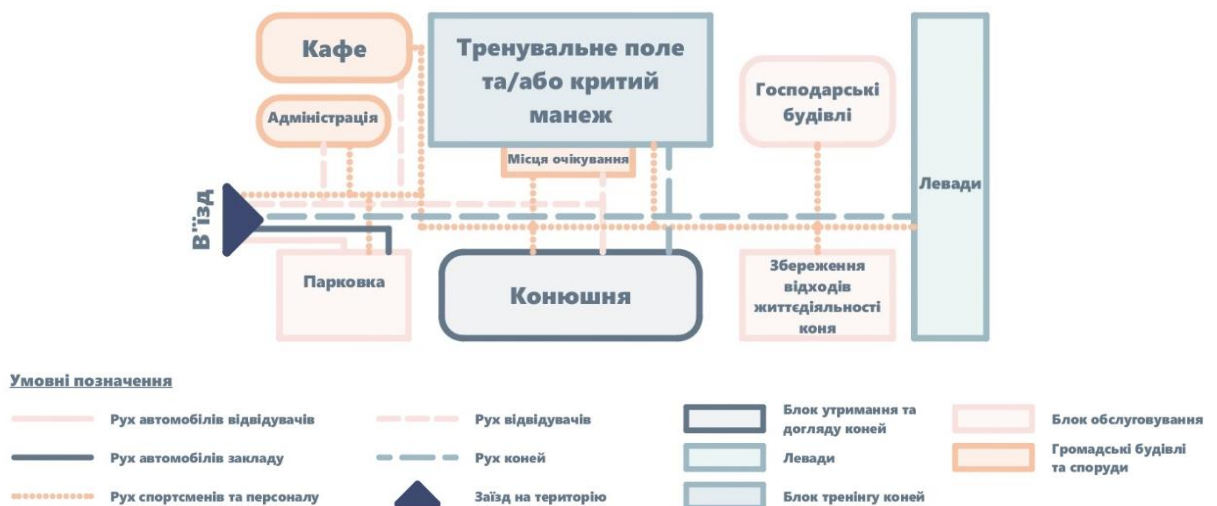 Кафе
Тренувальне поле
та/або критий
манеж
Господарські
будівлі
Адміністрація
Місця очікування
Левади
В'їзд
Парковка
Конюшня
Збереження
відходів
життєдіяльності
коня
Умовні позначення
Рух автомобілів відвідувачів
Рух відвідувачів
Блок утримання та
догляду коней
Блок обслуговування
Рух автомобілів закладу
Рух коней
Левади
Громадські будівлі
та споруди
Рух спортсменів та персоналу
Заїзд на територію
Блок тренінгу коней